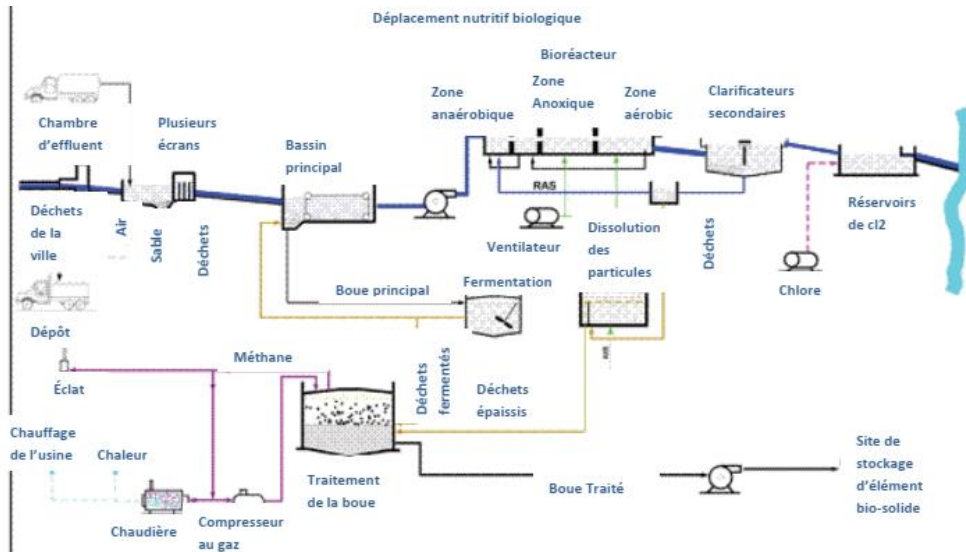 Déplacement nutritif biologique
Bioréacteur
Zone
anaérobique
Zone
Anoxique
Zone
aérobic
Clarificateurs
secondaires
Chambre
d'effluent
Plusieurs
écrans
Bassin
principal
RAS
Déchets
de la
ville
Air
Sable
Déchets
Ventilateur
Dissolution
des
particules
Déchets
Réservoirs
de cl2
Chlore
Boue principal
Fermentation
Dépôt
AIR
Méthane
Éclat
Déchets
fermentés
Déchets
épaissis
Chauffage
de l'usine
Chaleur
Traitement
de la boue
Boue Traité
Site de
stockage
d'élément
bio-solide
Chaudière
Compresseur
au gaz